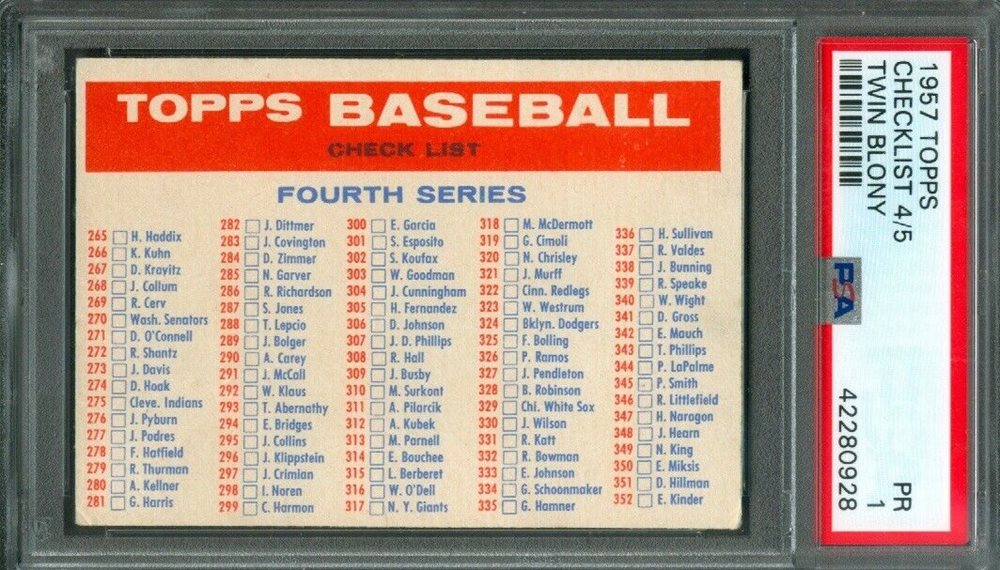 TOPPS BASEBALL
CHECK LIST
FOURTH SERIES
265 H. Haddix
266 K. Kuhn
267 D. Kravitz
268 J. Collum
269 R. Cerv
270 Wash. Senators
271 D. O'Connell
272 R. Shantz
273 J. Davis
274 D. Hoak
275 Cleve. Indians
276 J. Pyburn
277 J. Podres
278 F. Hatfield
279 R. Thurman
280 A. Kellner
281 G. Harris
282 J. Dittmer
283 J. Covington
284 D. Zimmer
285 N. Garver
286 R. Richardson
287 S. Jones
288 T. Lepcio
289 J. Bolger
290 A. Carey
291 J. McCall
292 W. Klaus
293 T. Abernathy
294 E. Bridges
295 J. Collins
296 J. Klippstein
297 J. Crimian
298 I. Noren
299 C. Harmon
300 E. Garcia
301 S. Esposito
302 S. Koufax
303 W. Goodman
304 J. Cunningham
305 H. Fernandez
306 D. Johnson
307 J. D. Phillips
308 R. Hall
309 J. Busby
310 M. Surkont
311 A. Pilarcik
312 A. Kubek
313 M. Parnell
314 E. Bouchee
315 L. Berberet
316 W. O'Dell
317 N. Y. Giants
318 M. McDermott
319 G. Cimuli
320 N. Chrisley
321 J. Murff
322 Cinn. Redlegs
323 W. Westrum
324 Bklyn. Dodgers
325 F. Bolling
326 P. Ramos
327 J. Pendleton
328 B. Robinson
329 Chi. White Sox
330 J. Wilson
331 R. Katt
332 R. Bowman
333 E. Johnson
334 G. Schoonmaker
335 G. Hamner
336 H. Sullivan
337 R. Valdes
338 J. Bunning
339 R. Speake
340 W. Wight
341 D. Gross
342 E. Mauch
343 T. Phillips
344 P. LaPalme
345 P. Smith
346 R. Littlefield
347 H. Naragon
348 J. Hearn
349 N. King
350 E. Miksis
351 D. Hillman
352 E. Kinder
1957 TOPPS
CHECKLIST 4/5
TWIN BLONY
PSA
PR
1
42280928